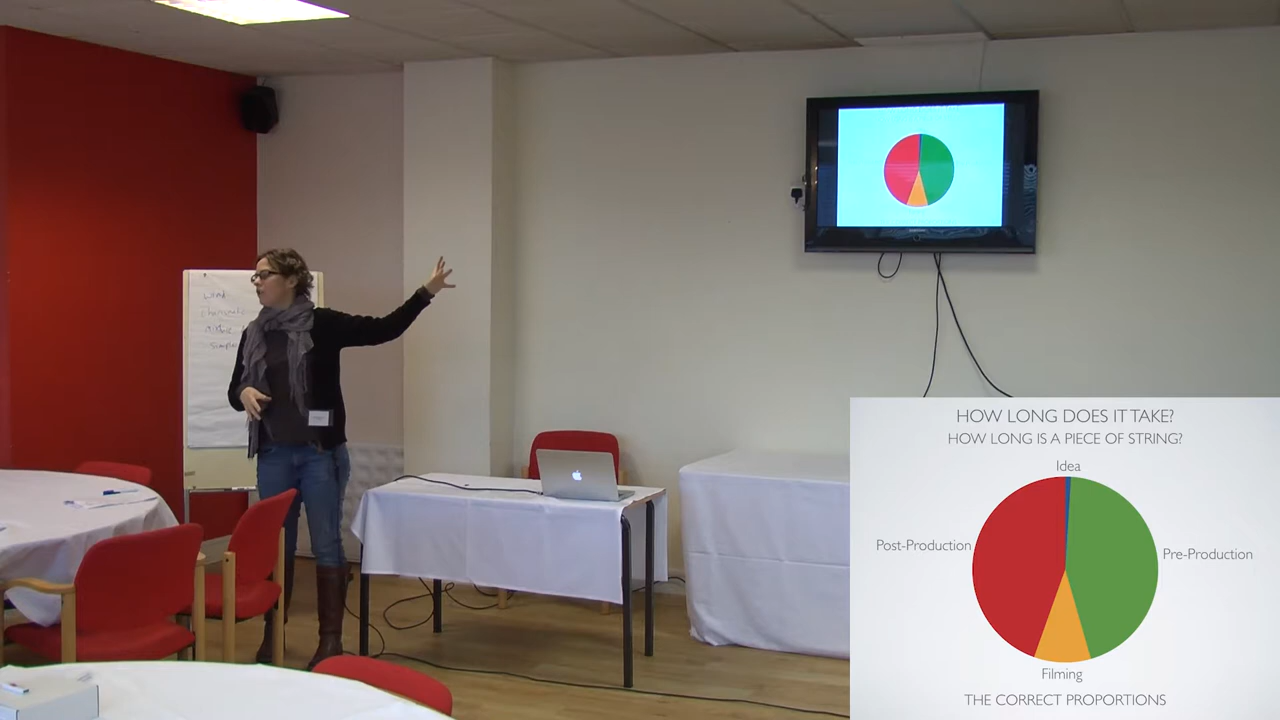 HOW LONG DOES IT TAKE?
HOW LONG IS A PIECE OF STRING?
Idea
Post-Production
Pre-Production
Filming
THE CORRECT PROPORTIONS